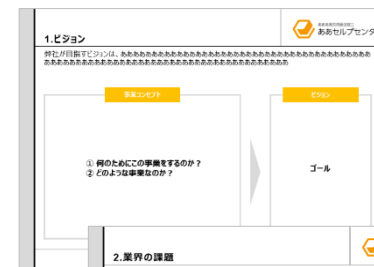 1.ビジョン
ああセルプセンタ
弊社が目指すビジョンは、ああああああああああああああああああああああああああああああああ
ああああああああああああああああああああああああああああああ
事業コンセプト
ビジョン
① 何のためにこの事業をするのか?
② どのような事業なのか?
ゴール
2.業界の課題